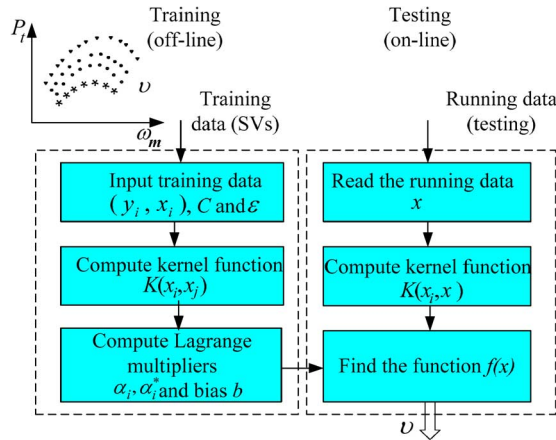 P_t
υ
ω_m
Training
(off-line)
Testing
(on-line)
Training
data (SVs)
Running data
(testing)
Input training data
(y_i, x_i), C and ε
Compute kernel function
K(x_i,x_j)
Compute Lagrange
multipliers
α_i, α_i^* and bias b
Read the running data
x
Compute kernel function
K(x_i,x)
Find the function f(x)
υ